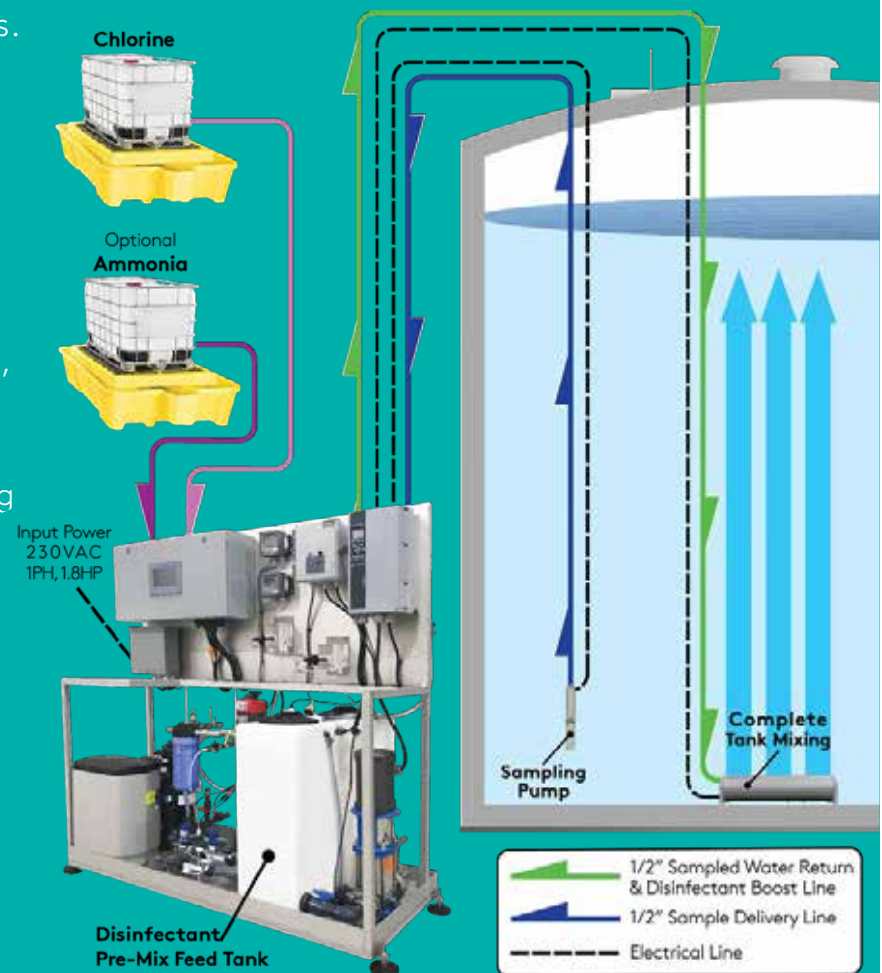 s.
Chlorine
Optional
Ammonia
,
g
Input Power
230VAC
1PH, 1.8HP
Sampling
Pump
Complete
Tank Mixing
Disinfectant
Pre-Mix Feed Tank
1/2" Sampled Water Return
& Disinfectant Boost Line
1/2" Sample Delivery Line
Electrical Line